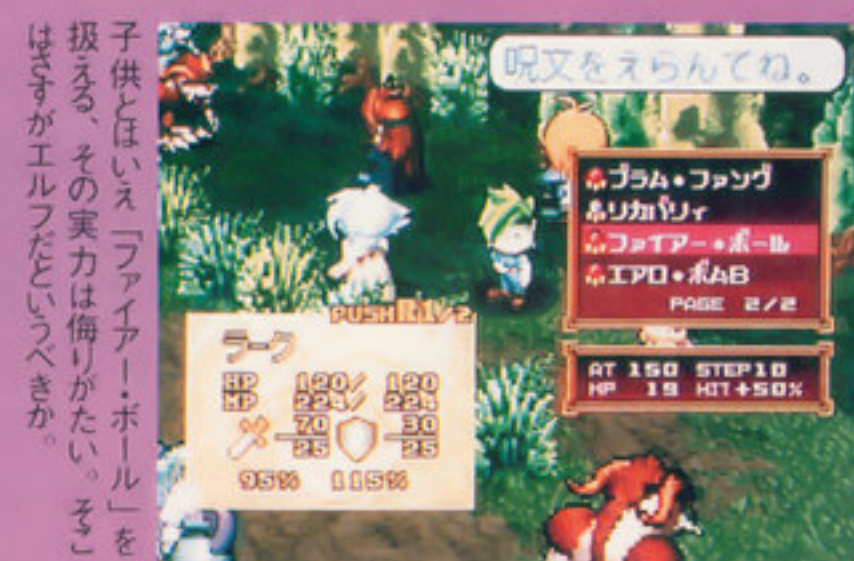 子供とはいえ「ファイアー・ボール」を
扱える、その実力は侮りがたい。そこ
はさすがエルフだというべきか。
呪文をえらんでね。
ブラム・ファング
リカバリィ
ファイアー・ボール
エアロ・ボムB
PAGE 2/2
AT 150 STEP10
MP 19 HIT+50%
PUSH R1/2
ラーク
HP 120/ 120
MP 224/ 224
70 30
25 25
95% 115%